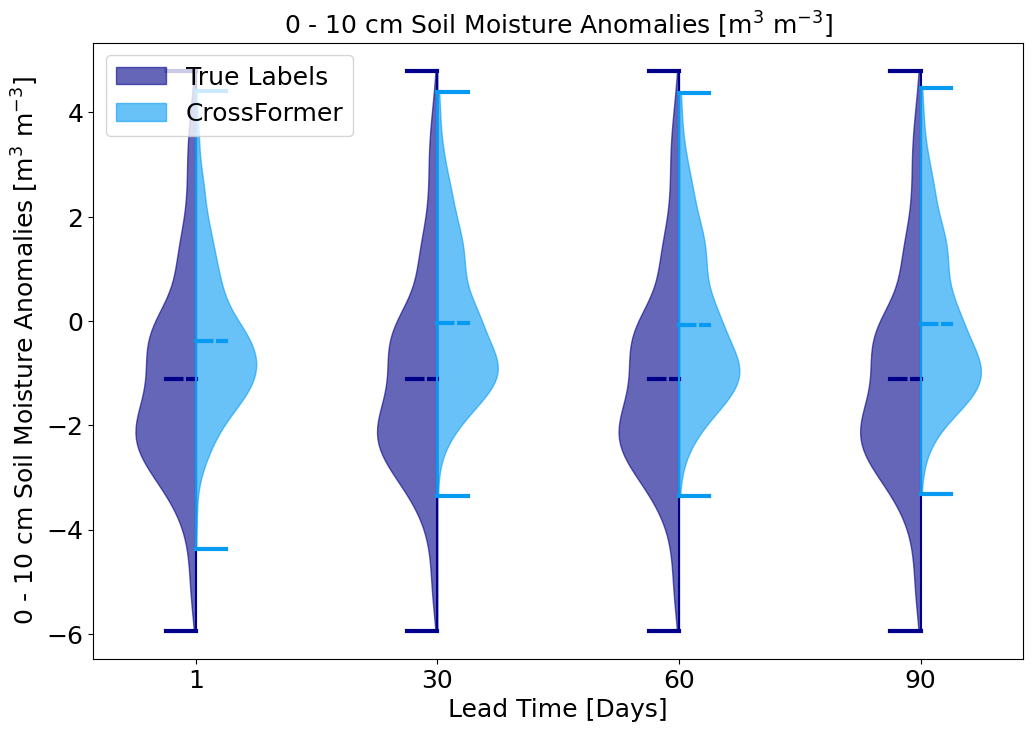 0 - 10 cm Soil Moisture Anomalies [m³ m⁻³]
True Labels
CrossFormer
0 - 10 cm Soil Moisture Anomalies [m³ m⁻³]
4
2
0
−2
−4
−6
1 30 60 90
Lead Time [Days]